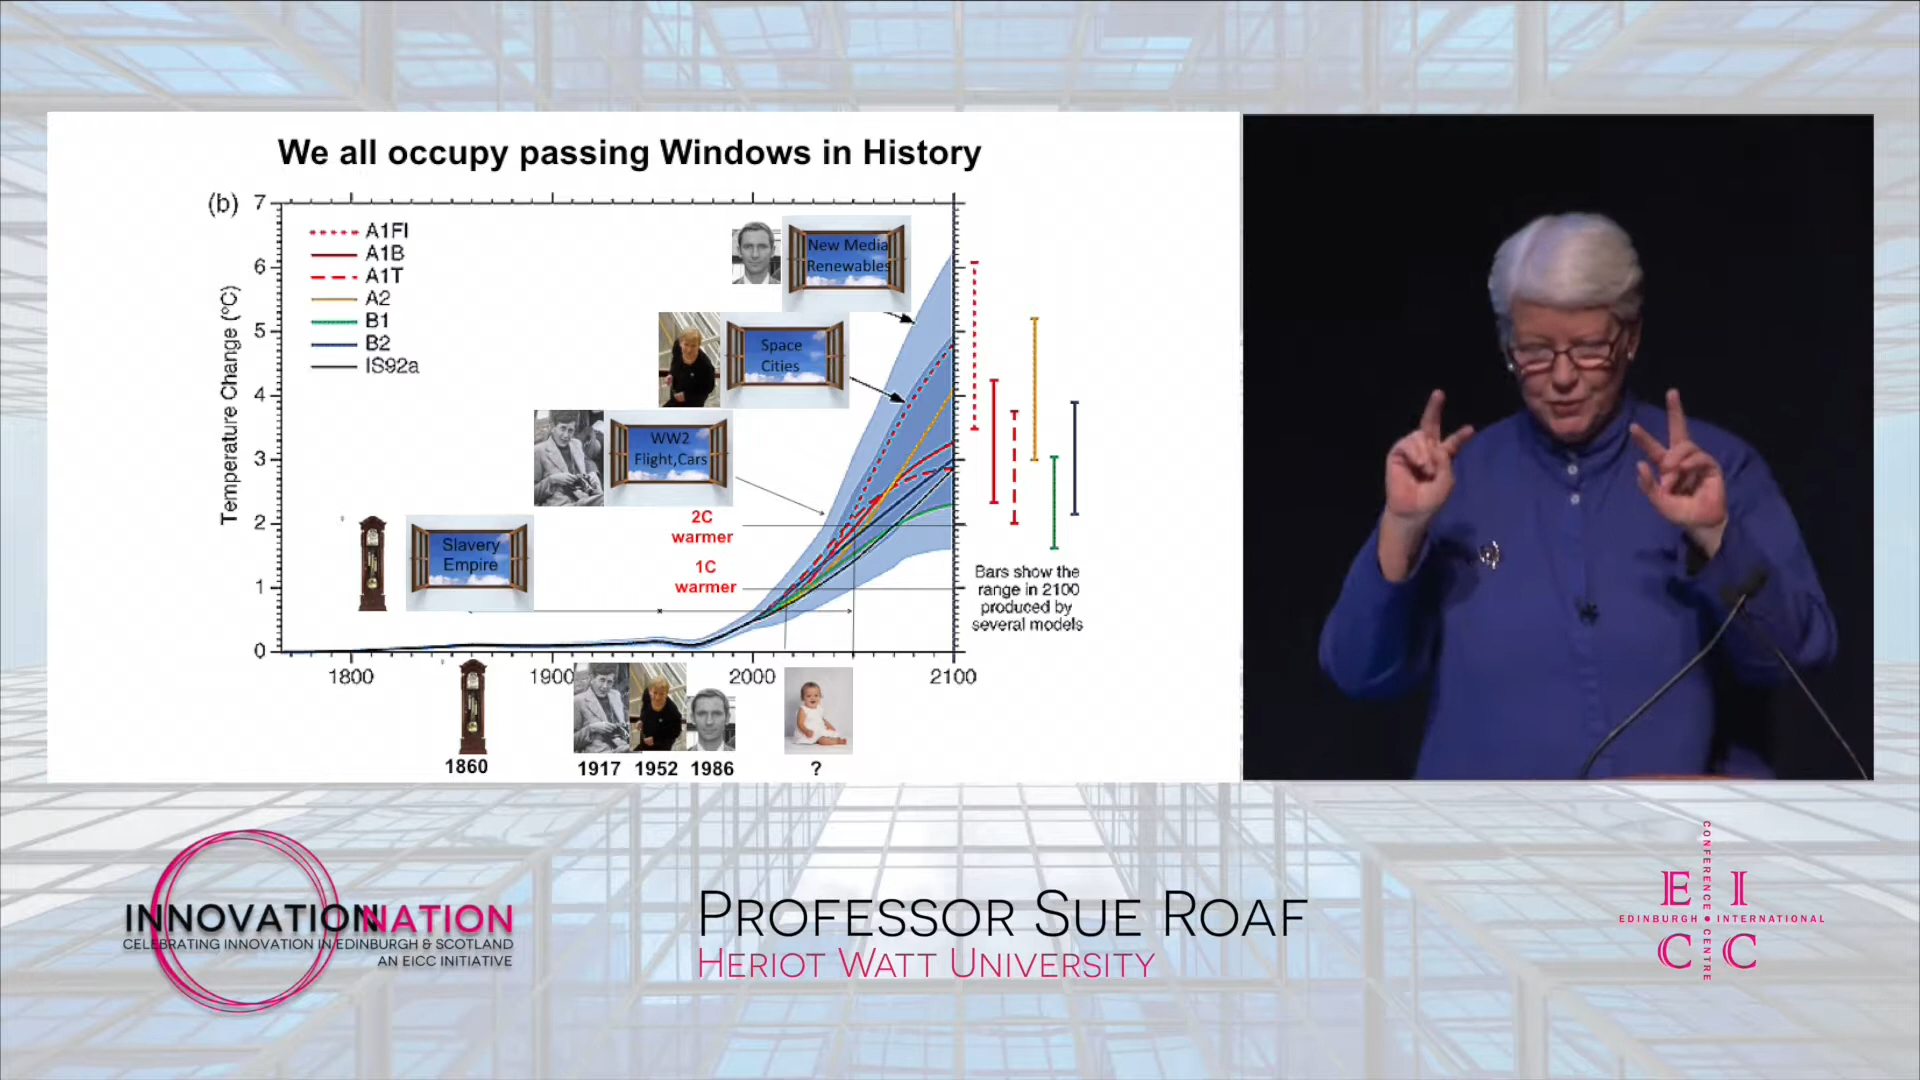 We all occupy passing Windows in History
(b)
7
6
5
4
3
2
1
0
Temperature Change (°C)
A1FI
A1B
A1T
A2
B1
B2
IS92a
New Media
Renewables
Space
Cities
WW2
Flight,Cars
Slavery
Empire
2C
warmer
1C
warmer
Bars show the
range in 2100
produced by
several models
1800
1900
2000
2100
1860
1917
1952
1986
?
INNOVATIONNATION
CELEBRATING INNOVATION IN EDINBURGH & SCOTLAND
AN EICC INITIATIVE
PROFESSOR SUE ROAF
HERIOT WATT UNIVERSITY
E I
EDINBURGH • INTERNATIONAL
C C
CONFERENCE CENTRE